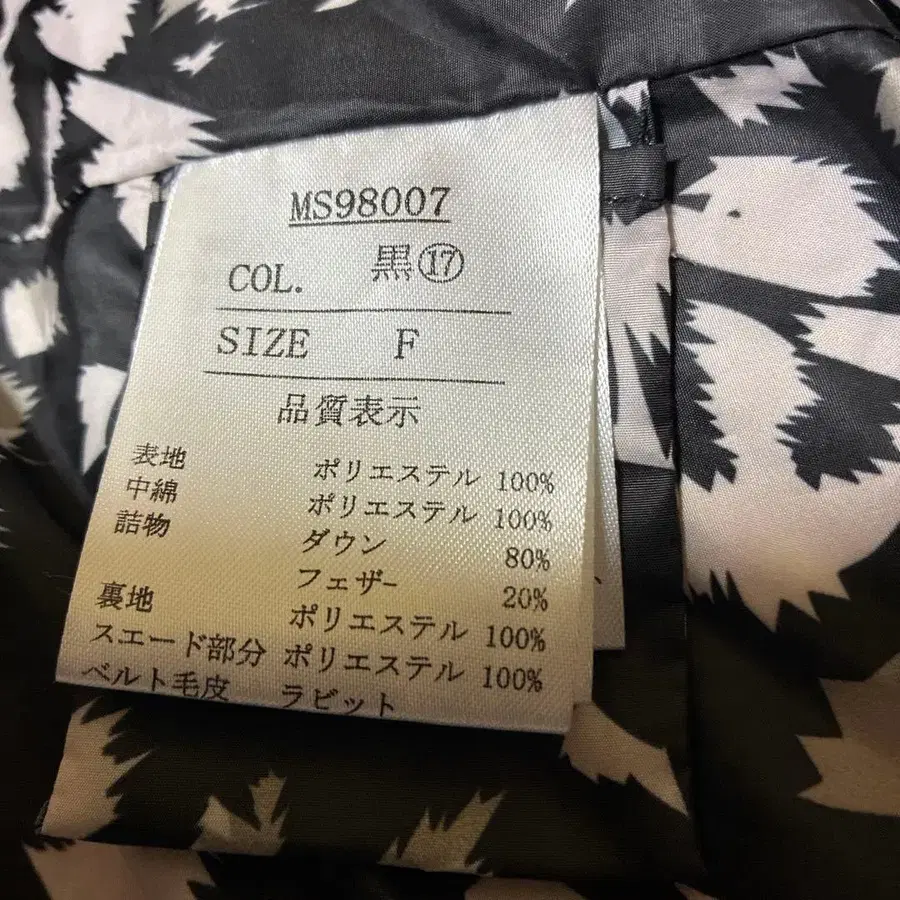 MS98007
COL. 黒⑰
SIZE F
品質表示
表地 ポリエステル 100%
中綿 ポリエステル 100%
詰物 ダウン 80%
フェザー 20%
裏地 ポリエステル 100%
スエード部分 ポリエステル 100%
ベルト毛皮 ラビット